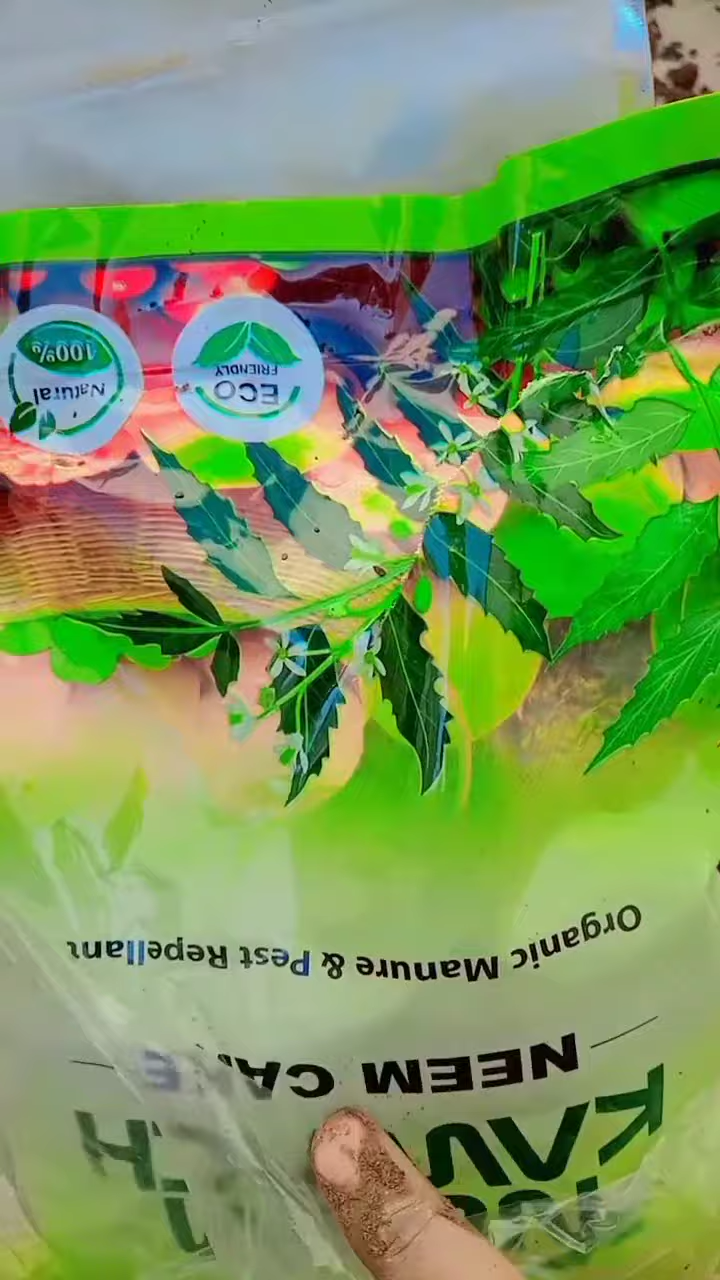 NEEM CAKE
Organic Manure & Pest Repellant
ECO
FRIENDLY
Natural
100%